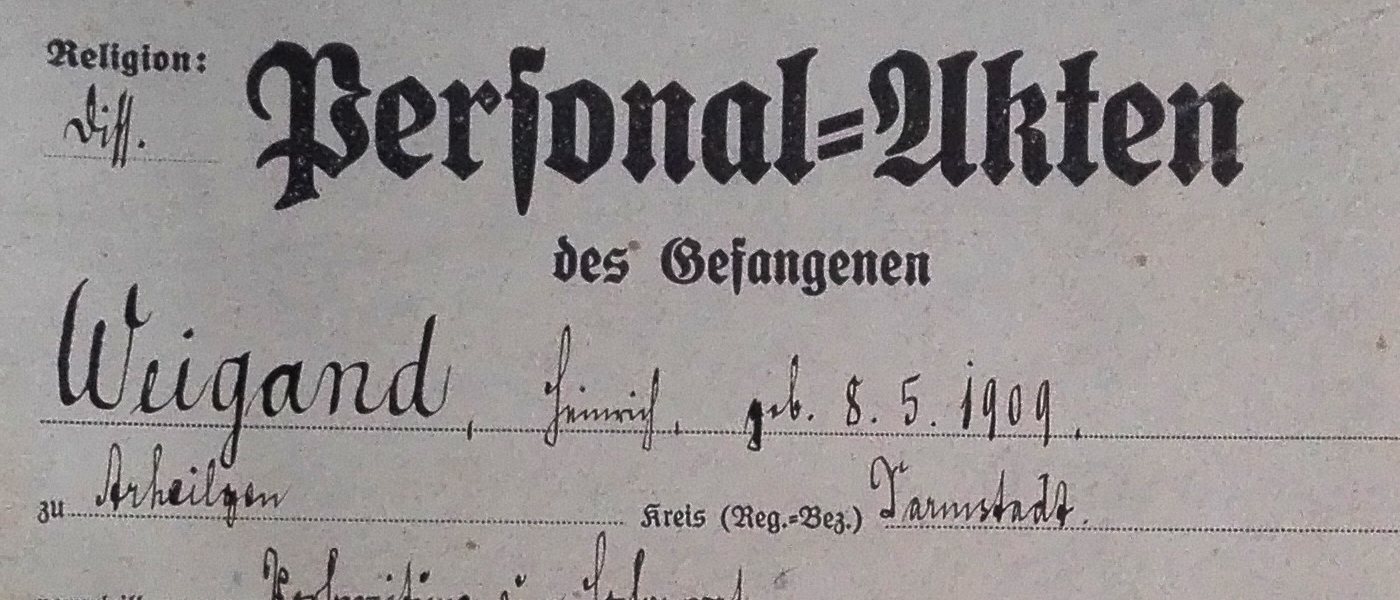 Religion:
Diss.
Personal-Akten
des Gefangenen
Weigand, Heinrich, geb. 8. 5. 1909,
zu Arheilgen Kreis (Reg.-Bez.) Darmstadt.